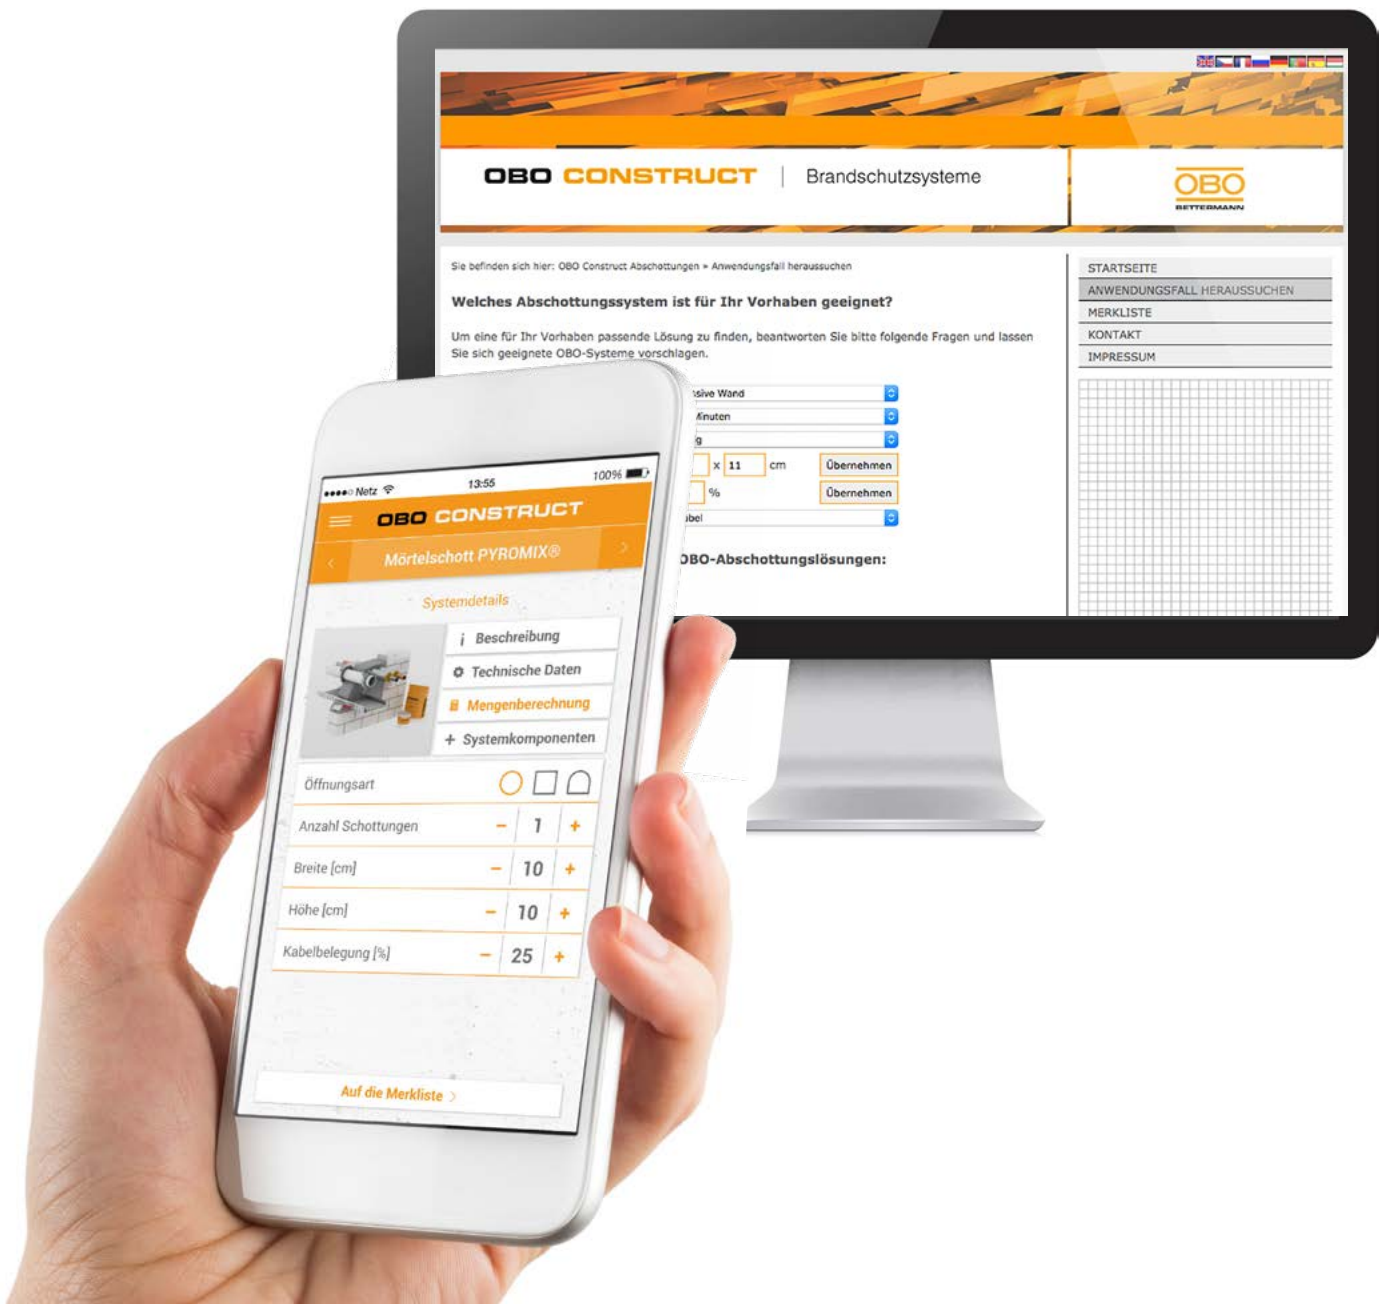 OBO CONSTRUCT | Brandschutzsysteme
OBO
BETTERMANN
Sie befinden sich hier: OBO Construct Abschottungen » Anwendungsfall heraussuchen
Welches Abschottungssystem ist für Ihr Vorhaben geeignet?
Um eine für Ihr Vorhaben passende Lösung zu finden, beantworten Sie bitte folgende Fragen und lassen
Sie sich geeignete OBO-Systeme vorschlagen.
Wand
x 11 cm Übernehmen
% Übernehmen
OBO-Abschottungslösungen:
STARTSEITE
ANWENDUNGSFALL HERAUSSUCHEN
MERKLISTE
KONTAKT
IMPRESSUM
Netz 13:55 100%
OBO CONSTRUCT
Mörtelschott PYROMIX®
Systemdetails
i Beschreibung
Technische Daten
Mengenberechnung
+ Systemkomponenten
Öffnungsart
Anzahl Schottungen − 1 +
Breite [cm] − 10 +
Höhe [cm] − 10 +
Kabelbelegung [%] − 25 +
Auf die Merkliste >